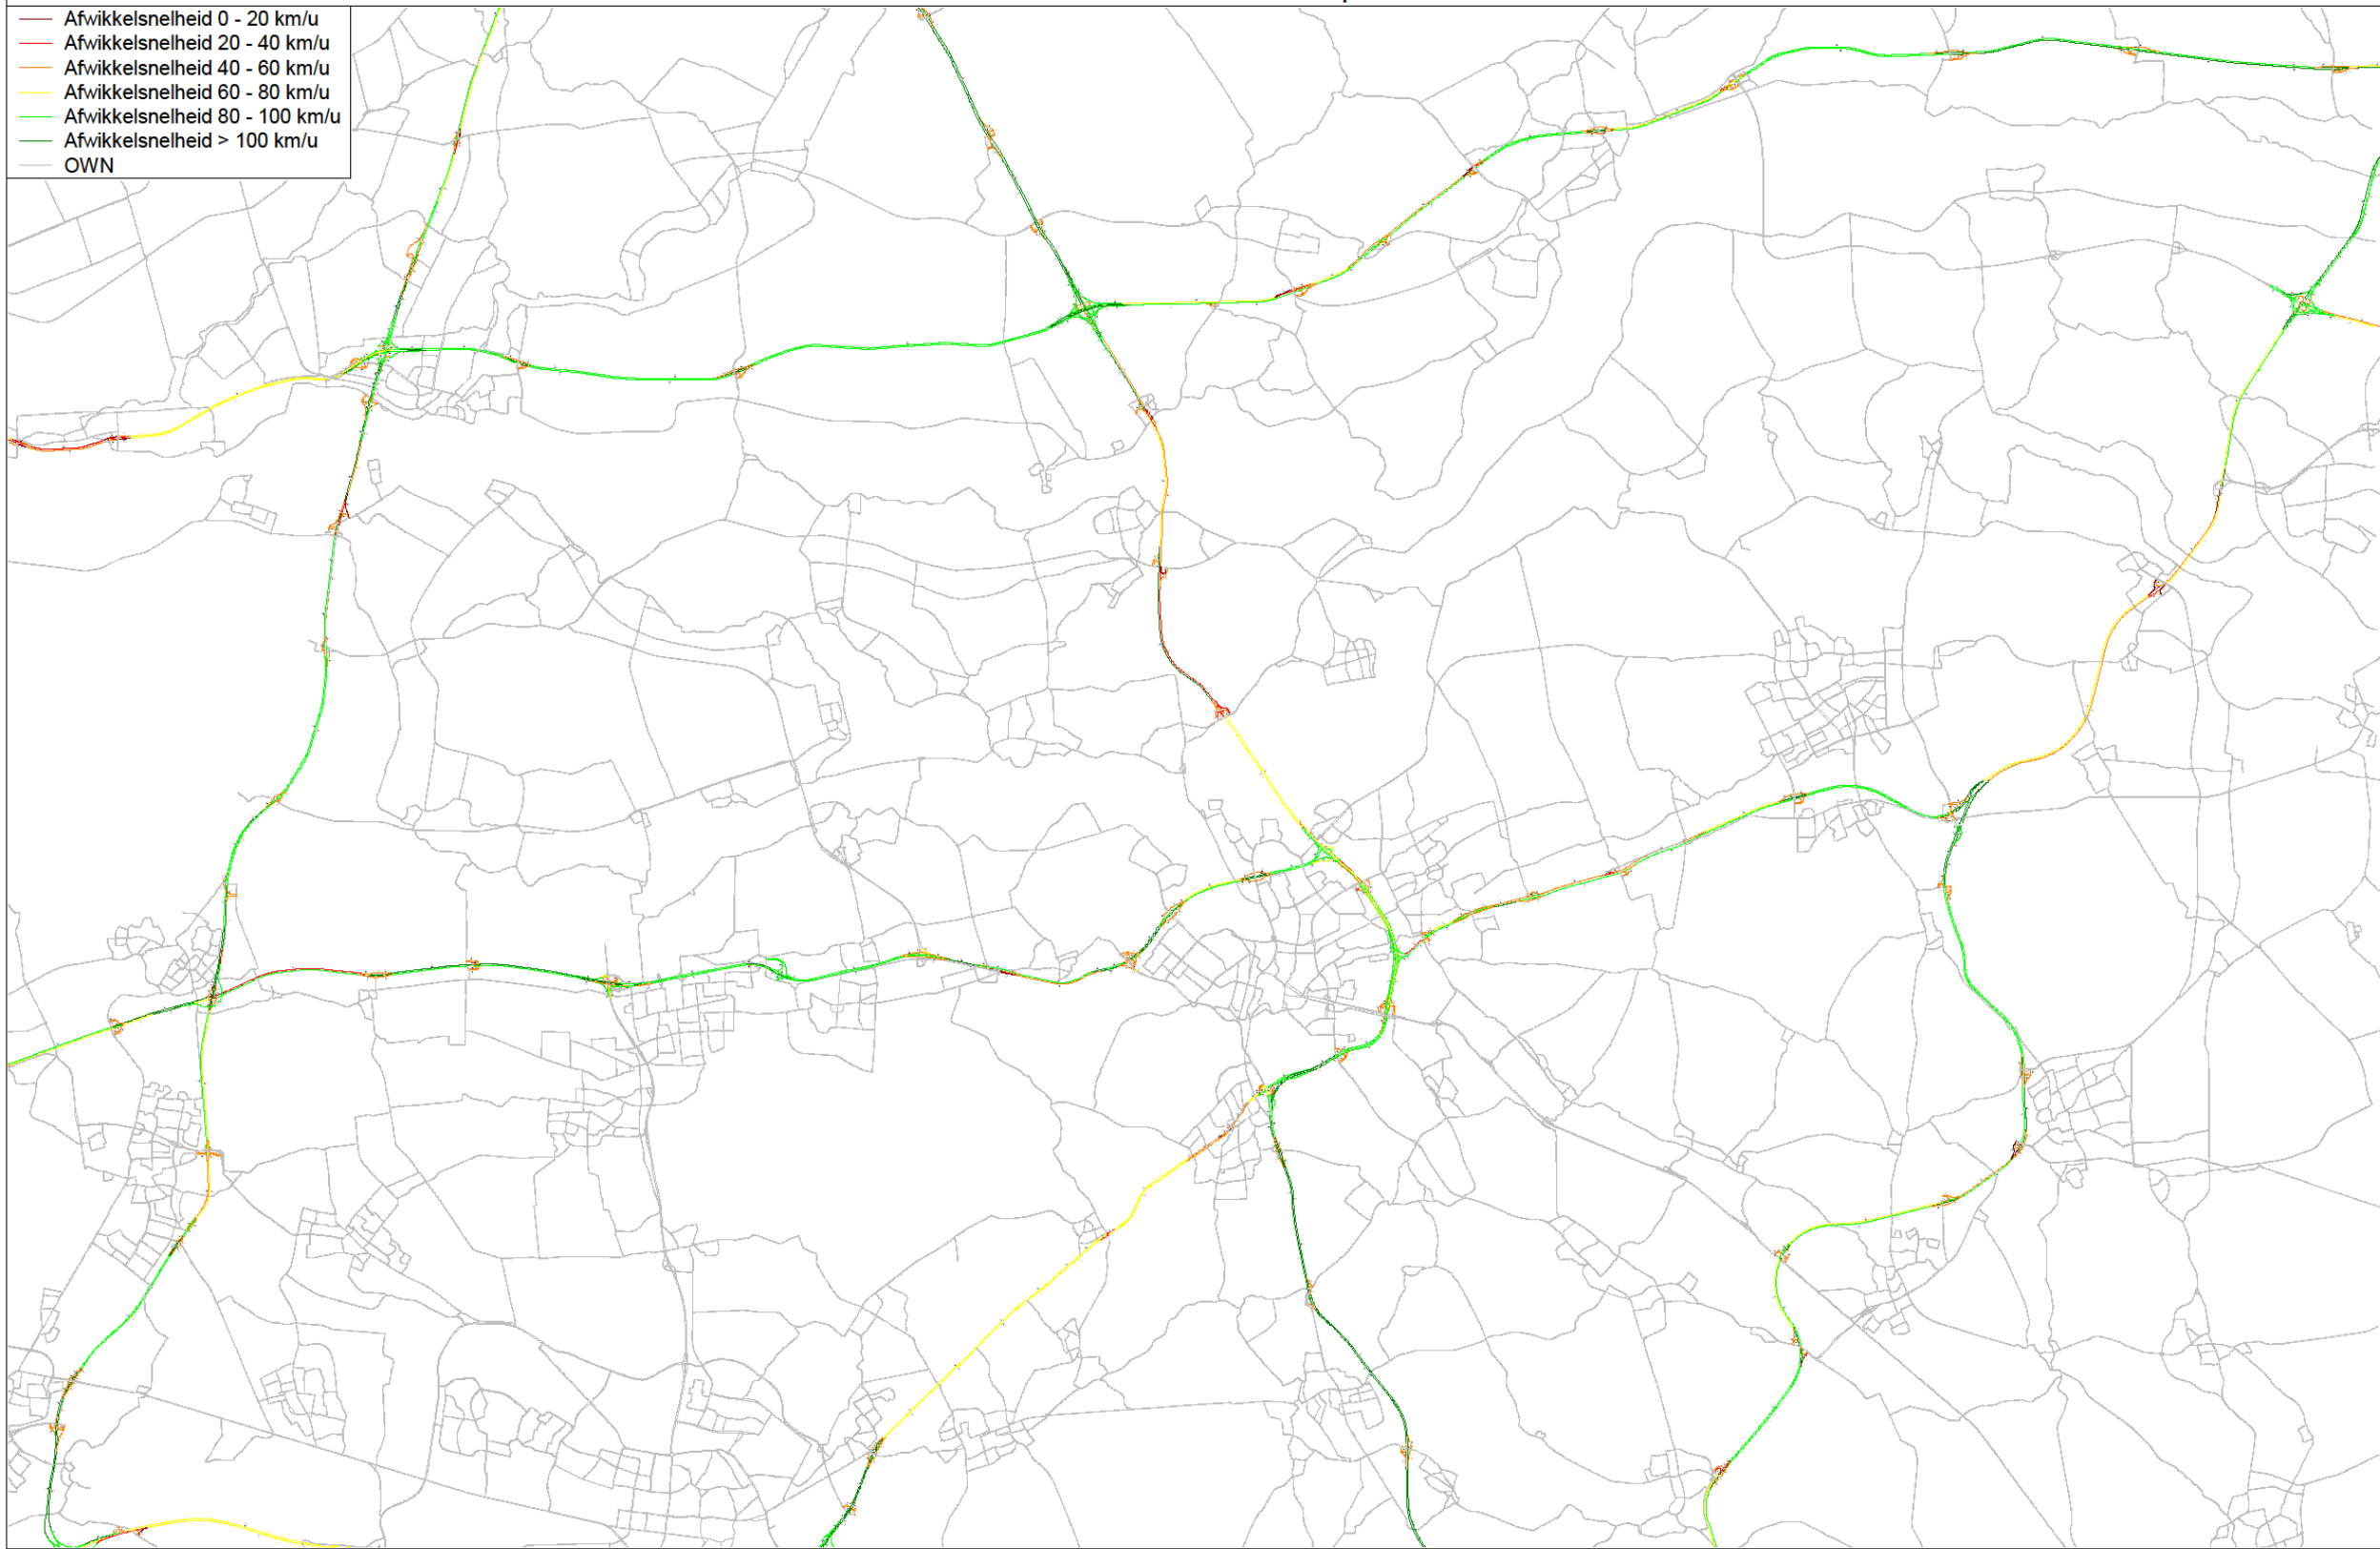 Afwikkelsnelheid 0 - 20 km/u
Afwikkelsnelheid 20 - 40 km/u
Afwikkelsnelheid 40 - 60 km/u
Afwikkelsnelheid 60 - 80 km/u
Afwikkelsnelheid 80 - 100 km/u
Afwikkelsnelheid > 100 km/u
OWN